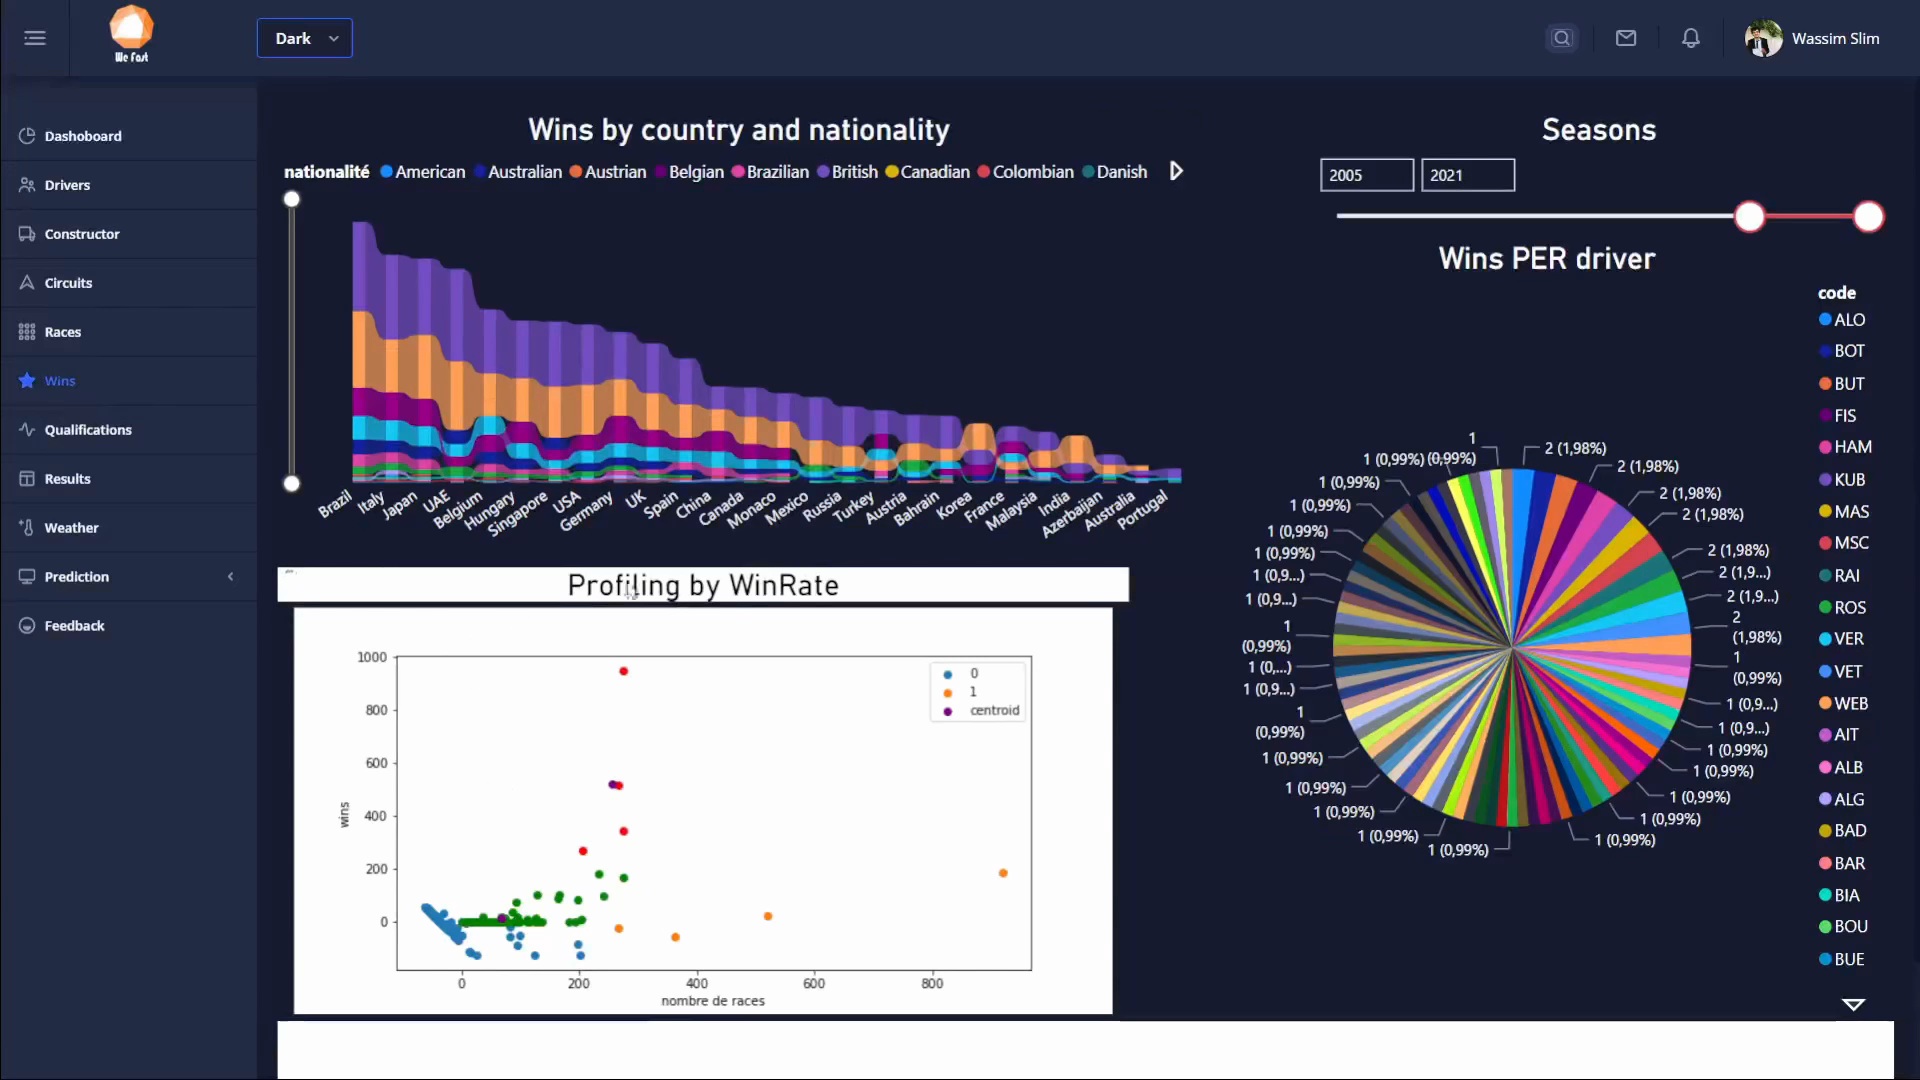 We Fast
Dark
Wassim Slim
Dashoboard
Drivers
Constructor
Circuits
Races
Wins
Qualifications
Results
Weather
Prediction
Feedback
Wins by country and nationality
nationalité American Australian Austrian Belgian Brazilian British Canadian Colombian Danish
Brazil
Italy
Japan
UAE
Belgium
Hungary
Singapore
USA
Germany
UK
Spain
China
Canada
Monaco
Mexico
Russia
Turkey
Austria
Bahrain
Korea
France
Malaysia
India
Azerbaijan
Australia
Portugal
Seasons
2005 2021
Wins PER driver
code
ALO
BOT
BUT
FIS
HAM
KUB
MAS
MSC
RAI
ROS
VER
VET
WEB
AIT
ALB
ALG
BAD
BAR
BIA
BOU
BUE
2 (1,98%)
2 (1,98%)
2 (1,98%)
2 (1,98%)
2 (1,98%)
2 (1,9...)
2 (1,9...)
2
(1,98%)
1
(0,99%)
1 (0,9...)
1 (0,9...)
1 (0,99%)
1 (0,99%)
1 (0,99%)
1 (0,99%)
1 (0,99%)
1 (0,99%)
1 (0,99%)
1 (0,99%)
1 (0,99%)
1 (0,99%)
1
(0,99%)
1 (0,9...)
1 (0,...)
1
(0,99%)
1 (0,9...)
1 (0,9...)
1 (0,99%)
1 (0,99%)
1 (0,99%)
1 (0,99%)
1 (0,99%)
1
(0,99%)
Profiling by WinRate
1000
800
600
400
200
0
wins
0
1
centroid
0 200 400 600 800
nombre de races